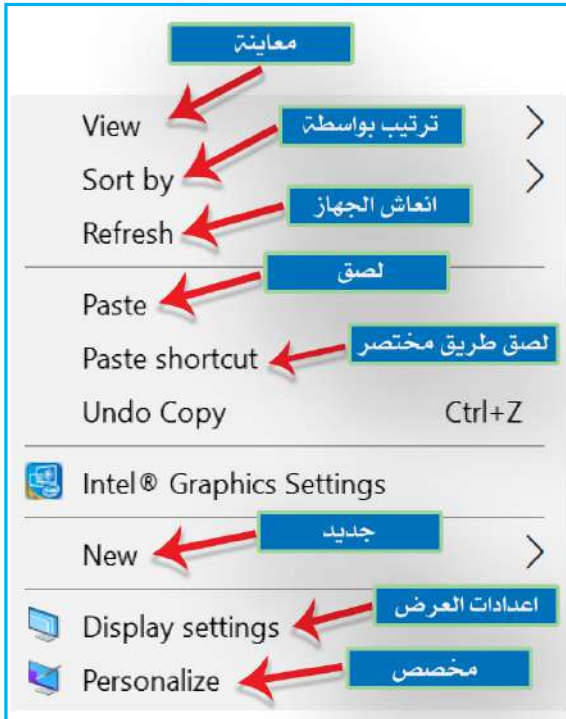 معاينة
View
ترتيب بواسطة
Sort by
انعاش الجهاز
Refresh
لصق
Paste
لصق طريق مختصر
Paste shortcut
Undo Copy Ctrl+Z
Intel® Graphics Settings
جديد
New
اعدادات العرض
Display settings
مخصص
Personalize